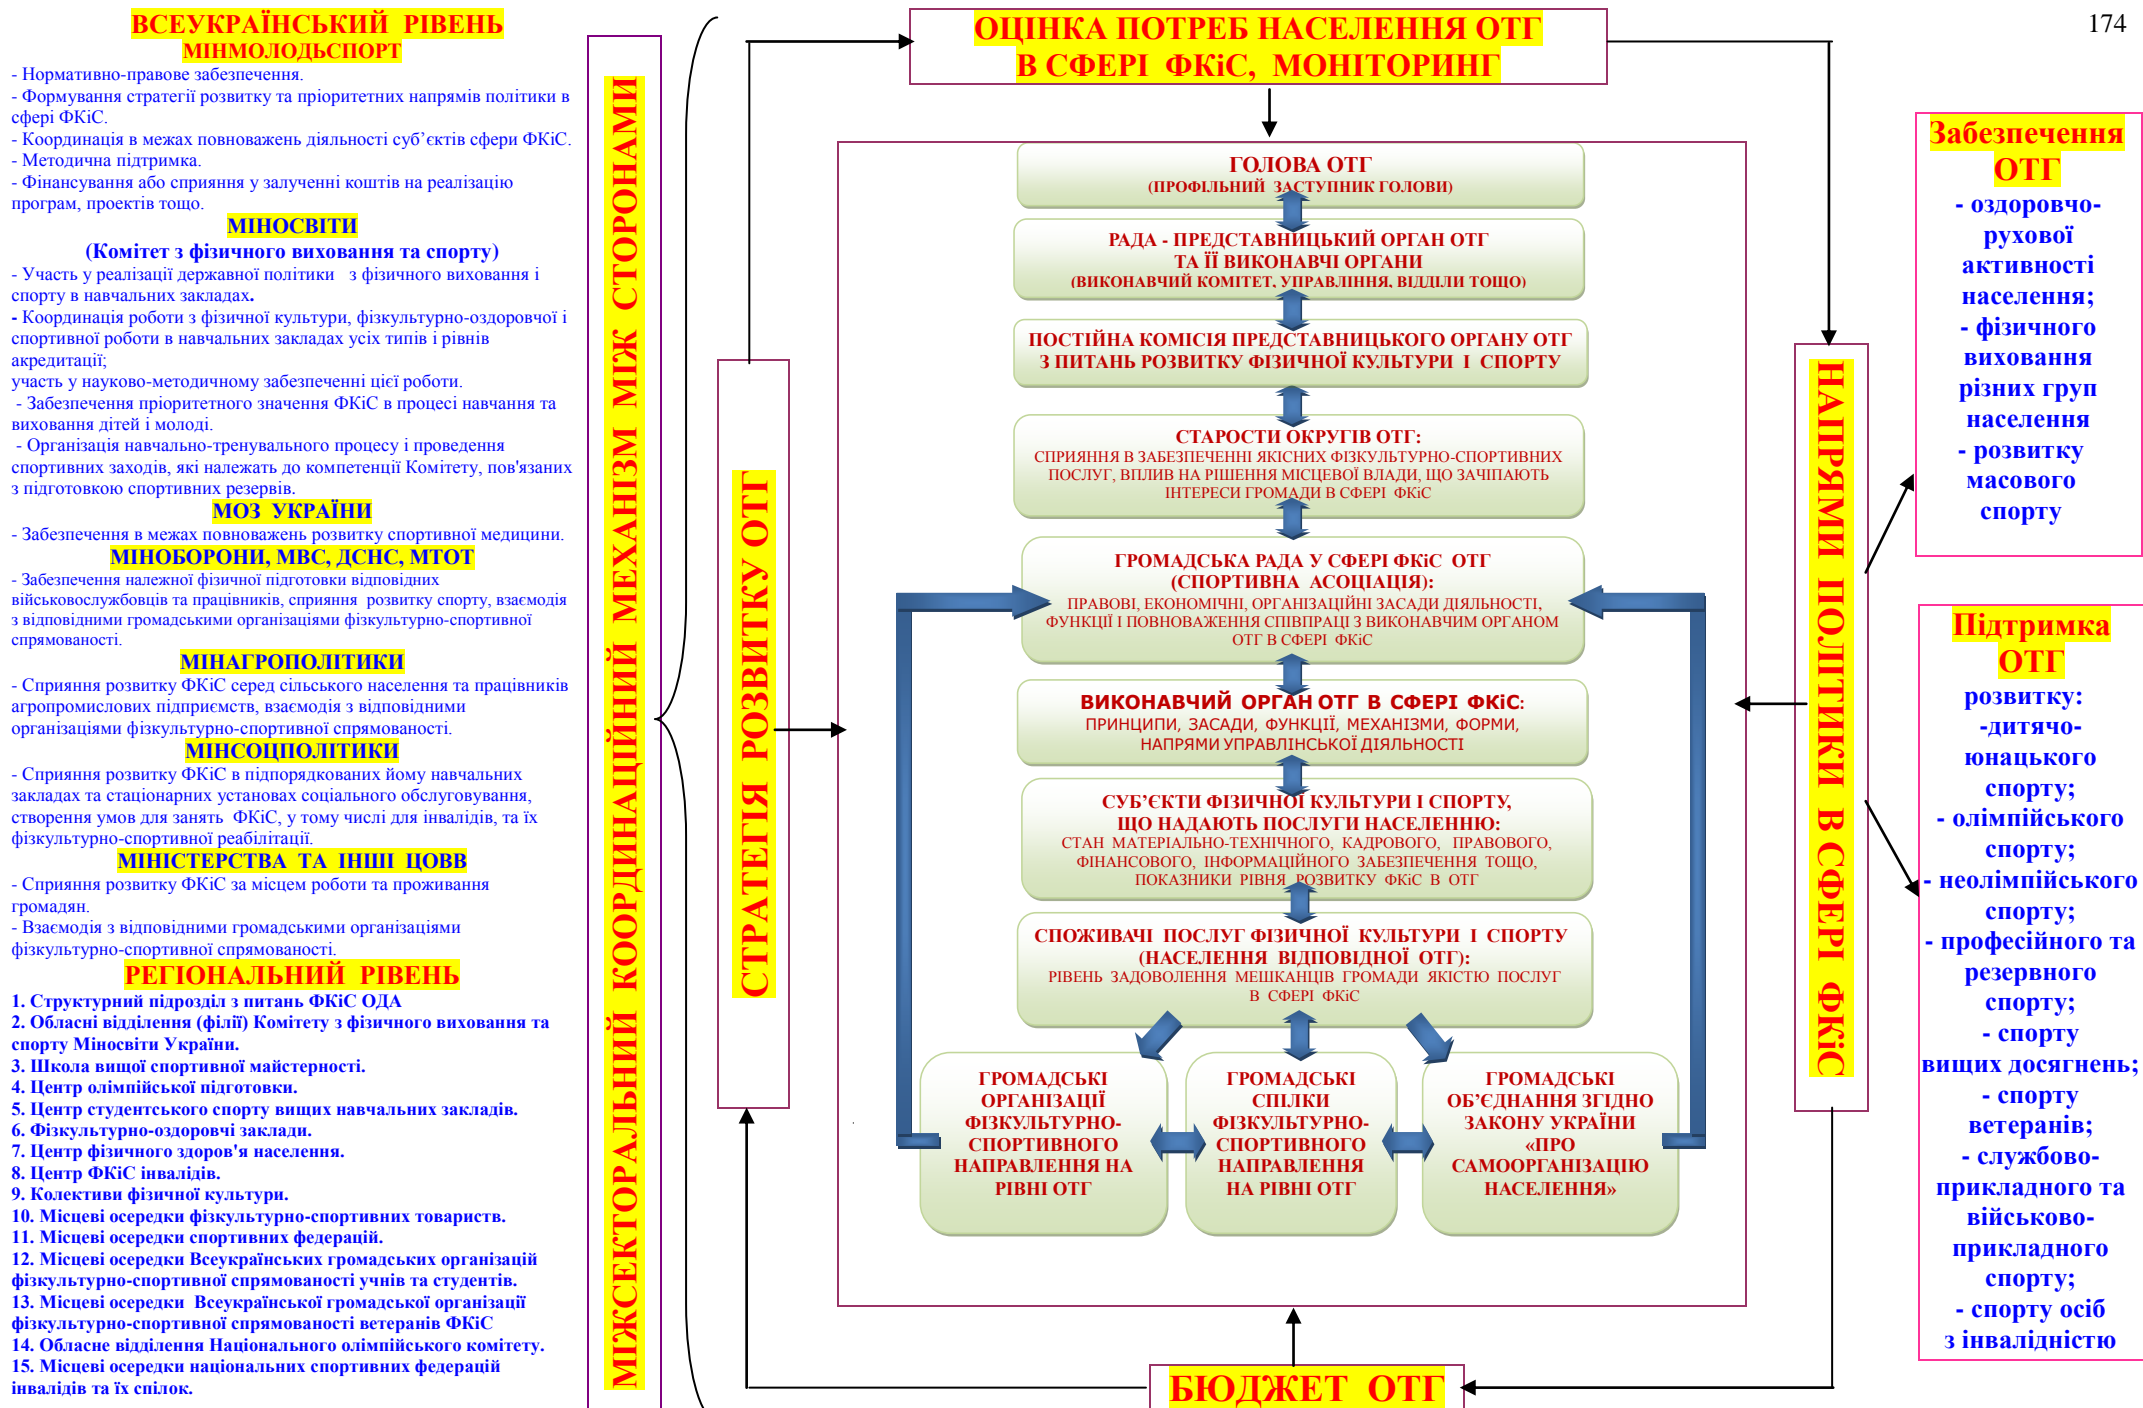 174
ВСЕУКРАЇНСЬКИЙ РІВЕНЬ
МІНМОЛОДЬСПОРТ
- Нормативно-правове забезпечення.
- Формування стратегії розвитку та пріоритетних напрямів політики в
сфері ФКіС.
- Координація в межах повноважень діяльності суб’єктів сфери ФКіС.
- Методична підтримка.
- Фінансування або сприяння у залученні коштів на реалізацію
програм, проектів тощо.
МІНОСВІТИ
(Комітет з фізичного виховання та спорту)
- Участь у реалізації державної політики з фізичного виховання і
спорту в навчальних закладах.
- Координація роботи з фізичної культури, фізкультурно-оздоровчої і
спортивної роботи в навчальних закладах усіх типів і рівнів
акредитації;
участь у науково-методичному забезпеченні цієї роботи.
- Забезпечення пріоритетного значення ФКіС в процесі навчання та
виховання дітей і молоді.
- Організація навчально-тренувального процесу і проведення
спортивних заходів, які належать до компетенції Комітету, пов'язаних
з підготовкою спортивних резервів.
МОЗ УКРАЇНИ
- Забезпечення в межах повноважень розвитку спортивної медицини.
МІНОБОРОНИ, МВС, ДСНС, МТОТ
- Забезпечення належної фізичної підготовки відповідних
військовослужбовців та працівників, сприяння розвитку спорту, взаємодія
з відповідними громадськими організаціями фізкультурно-спортивної
спрямованості.
МІНАГРОПОЛІТИКИ
- Сприяння розвитку ФКіС серед сільського населення та працівників
агропромислових підприємств, взаємодія з відповідними
організаціями фізкультурно-спортивної спрямованості.
МІНСОЦПОЛІТИКИ
- Сприяння розвитку ФКіС в підпорядкованих йому навчальних
закладах та стаціонарних установах соціального обслуговування,
створення умов для занять ФКіС, у тому числі для інвалідів, та їх
фізкультурно-спортивної реабілітації.
МІНІСТЕРСТВА ТА ІНШІ ЦОВВ
- Сприяння розвитку ФКіС за місцем роботи та проживання
громадян.
- Взаємодія з відповідними громадськими організаціями
фізкультурно-спортивної спрямованості.
РЕГІОНАЛЬНИЙ РІВЕНЬ
1. Структурний підрозділ з питань ФКіС ОДА
2. Обласні відділення (філії) Комітету з фізичного виховання та
спорту Міносвіти України.
3. Школа вищої спортивної майстерності.
4. Центр олімпійської підготовки.
5. Центр студентського спорту вищих навчальних закладів.
6. Фізкультурно-оздоровчі заклади.
7. Центр фізичного здоров'я населення.
8. Центр ФКіС інвалідів.
9. Колективи фізичної культури.
10. Місцеві осередки фізкультурно-спортивних товариств.
11. Місцеві осередки спортивних федерацій.
12. Місцеві осередки Всеукраїнських громадських організацій
фізкультурно-спортивної спрямованості учнів та студентів.
13. Місцеві осередки Всеукраїнської громадської організації
фізкультурно-спортивної спрямованості ветеранів ФКіС
14. Обласне відділення Національного олімпійського комітету.
15. Місцеві осередки національних спортивних федерацій
інвалідів та їх спілок.
МІЖСЕКТОРАЛЬНИЙ КООРДИНАЦІЙНИЙ МЕХАНІЗМ МІЖ СТОРОНАМИ
СТРАТЕГІЯ РОЗВИТКУ ОТГ
ОЦІНКА ПОТРЕБ НАСЕЛЕННЯ ОТГ
В СФЕРІ ФКіС, МОНІТОРИНГ
ГОЛОВА ОТГ
(ПРОФІЛЬНИЙ ЗАСТУПНИК ГОЛОВИ)
РАДА - ПРЕДСТАВНИЦЬКИЙ ОРГАН ОТГ
ТА ЇЇ ВИКОНАВЧІ ОРГАНИ
(ВИКОНАВЧИЙ КОМІТЕТ, УПРАВЛІННЯ, ВІДДІЛИ ТОЩО)
ПОСТІЙНА КОМІСІЯ ПРЕДСТАВНИЦЬКОГО ОРГАНУ ОТГ
З ПИТАНЬ РОЗВИТКУ ФІЗИЧНОЇ КУЛЬТУРИ І СПОРТУ
СТАРОСТИ ОКРУГІВ ОТГ:
СПРИЯННЯ В ЗАБЕЗПЕЧЕННІ ЯКІСНИХ ФІЗКУЛЬТУРНО-СПОРТИВНИХ
ПОСЛУГ, ВПЛИВ НА РІШЕННЯ МІСЦЕВОЇ ВЛАДИ, ЩО ЗАЧІПАЮТЬ
ІНТЕРЕСИ ГРОМАДИ В СФЕРІ ФКіС
ГРОМАДСЬКА РАДА У СФЕРІ ФКіС ОТГ
(СПОРТИВНА АСОЦІАЦІЯ):
ПРАВОВІ, ЕКОНОМІЧНІ, ОРГАНІЗАЦІЙНІ ЗАСАДИ ДІЯЛЬНОСТІ,
ФУНКЦІЇ І ПОВНОВАЖЕННЯ СПІВПРАЦІ З ВИКОНАВЧИМ ОРГАНОМ
ОТГ В СФЕРІ ФКіС
ВИКОНАВЧИЙ ОРГАН ОТГ В СФЕРІ ФКіС:
ПРИНЦИПИ, ЗАСАДИ, ФУНКЦІЇ, МЕХАНІЗМИ, ФОРМИ,
НАПРЯМИ УПРАВЛІНСЬКОЇ ДІЯЛЬНОСТІ
СУБ’ЄКТИ ФІЗИЧНОЇ КУЛЬТУРИ І СПОРТУ,
ЩО НАДАЮТЬ ПОСЛУГИ НАСЕЛЕННЮ:
СТАН МАТЕРІАЛЬНО-ТЕХНІЧНОГО, КАДРОВОГО, ПРАВОВОГО,
ФІНАНСОВОГО, ІНФОРМАЦІЙНОГО ЗАБЕЗПЕЧЕННЯ ТОЩО,
ПОКАЗНИКИ РІВНЯ РОЗВИТКУ ФКіС В ОТГ
СПОЖИВАЧІ ПОСЛУГ ФІЗИЧНОЇ КУЛЬТУРИ І СПОРТУ
(НАСЕЛЕННЯ ВІДПОВІДНОЇ ОТГ):
РІВЕНЬ ЗАДОВОЛЕННЯ МЕШКАНЦІВ ГРОМАДИ ЯКІСТЮ ПОСЛУГ
В СФЕРІ ФКіС
ГРОМАДСЬКІ
ОРГАНІЗАЦІЇ
ФІЗКУЛЬТУРНО-
СПОРТИВНОГО
НАПРАВЛЕННЯ НА
РІВНІ ОТГ
ГРОМАДСЬКІ
СПІЛКИ
ФІЗКУЛЬТУРНО-
СПОРТИВНОГО
НАПРАВЛЕННЯ
НА РІВНІ ОТГ
ГРОМАДСЬКІ
ОБ’ЄДНАННЯ ЗГІДНО
ЗАКОНУ УКРАЇНИ
«ПРО
САМООРГАНІЗАЦІЮ
НАСЕЛЕННЯ»
БЮДЖЕТ ОТГ
НАПРЯМИ ПОЛІТИКИ В СФЕРІ ФКіС
Забезпечення
ОТГ
- оздоровчо-
рухової
активності
населення;
- фізичного
виховання
різних груп
населення
- розвитку
масового
спорту
Підтримка
ОТГ
розвитку:
-дитячо-
юнацького
спорту;
- олімпійського
спорту;
- неолімпійського
спорту;
- професійного та
резервного
спорту;
- спорту
вищих досягнень;
- спорту
ветеранів;
- службово-
прикладного та
військово-
прикладного
спорту;
- спорту осіб
з інвалідністю